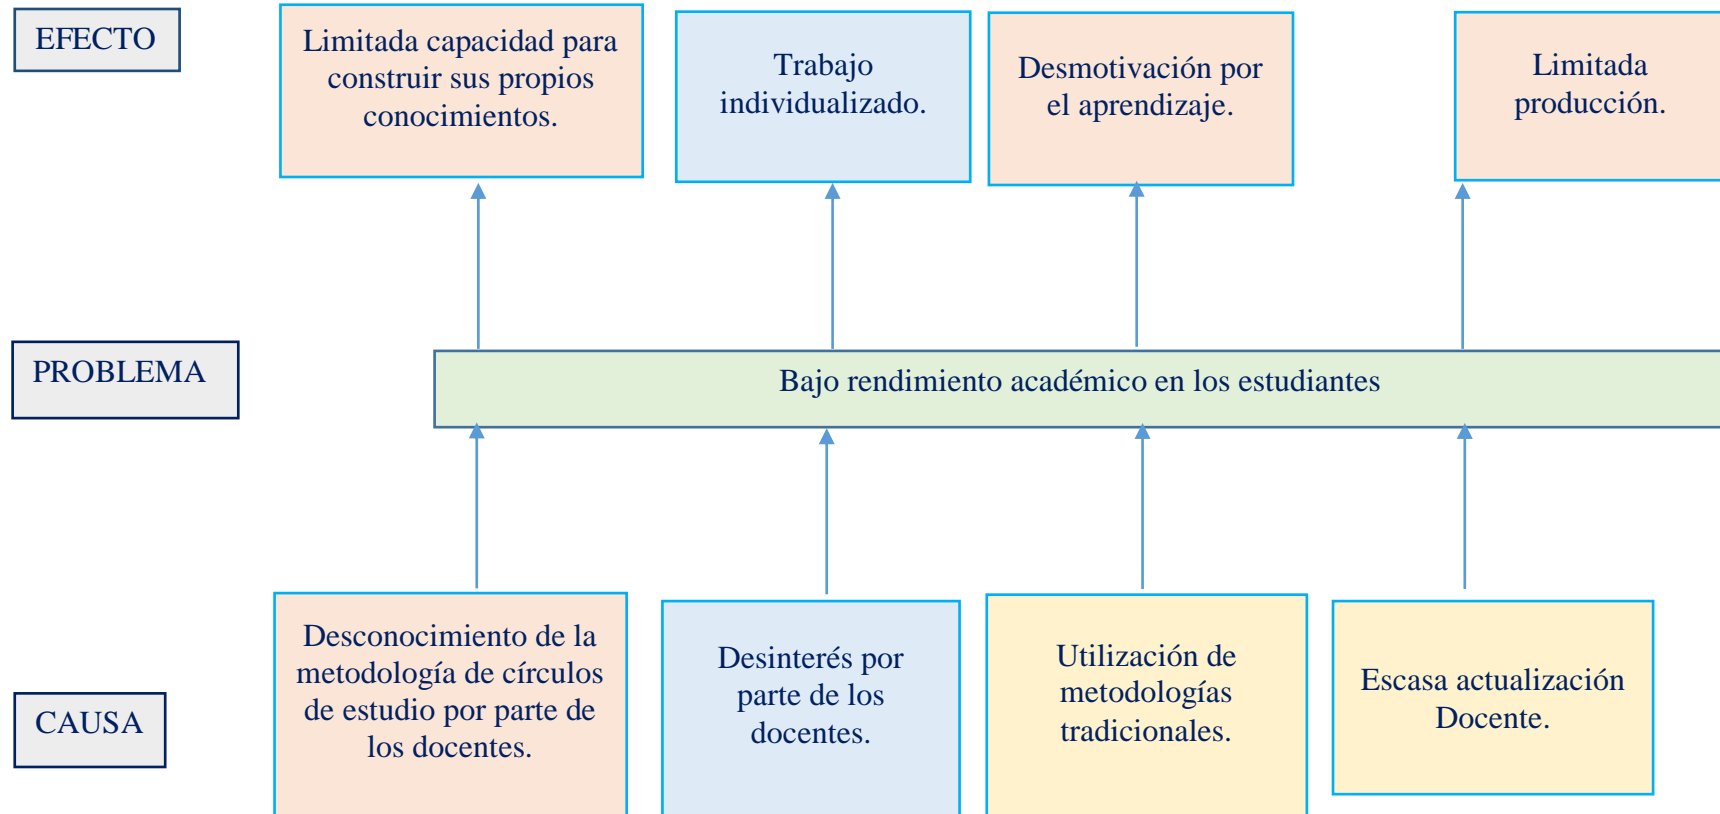 EFECTO
Limitada capacidad para
construir sus propios
conocimientos.
Trabajo
individualizado.
Desmotivación por
el aprendizaje.
Limitada
producción.
PROBLEMA
Bajo rendimiento académico en los estudiantes
CAUSA
Desconocimiento de la
metodología de círculos
de estudio por parte de
los docentes.
Desinterés por
parte de los
docentes.
Utilización de
metodologías
tradicionales.
Escasa actualización
Docente.